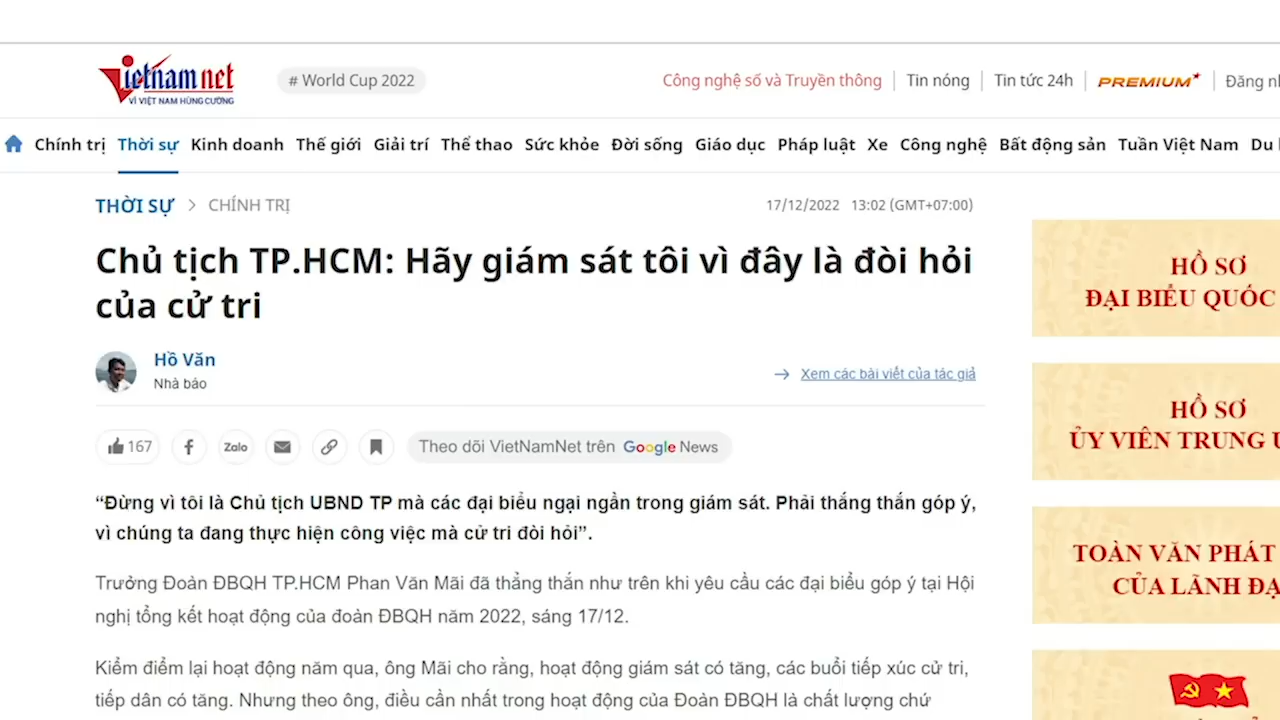 Vietnam net
VÌ VIỆT NAM HÙNG CƯỜNG
# World Cup 2022
Công nghệ số và Truyền thông
Tin nóng
Tin tức 24h
PREMIUM
Đăng
Chính trị Thời sự Kinh doanh Thế giới Giải trí Thể thao Sức khỏe Đời sống Giáo dục Pháp luật Xe Công nghệ Bất động sản Tuần Việt Nam Du
THỜI SỰ > CHÍNH TRỊ
17/12/2022 13:02 (GMT+07:00)
Chủ tịch TP.HCM: Hãy giám sát tôi vì đây là đòi hỏi
của cử tri
Hồ Văn
Nhà báo
Xem các bài viết của tác giả
167
Zalo
Theo dõi VietNamNet trên Google News
“Đừng vì tôi là Chủ tịch UBND TP mà các đại biểu ngại ngần trong giám sát. Phải thắng thắn góp ý,
vì chúng ta đang thực hiện công việc mà cử tri đòi hỏi”.
Trưởng Đoàn ĐBQH TP.HCM Phan Văn Mãi đã thẳng thắn như trên khi yêu cầu các đại biểu góp ý tại Hội
nghị tổng kết hoạt động của đoàn ĐBQH năm 2022, sáng 17/12.
Kiểm điểm lại hoạt động năm qua, ông Mãi cho rằng, hoạt động giám sát có tăng, các buổi tiếp xúc cử tri,
tiếp dân có tăng. Nhưng theo ông, điều cần nhất trong hoạt động của Đoàn ĐBQH là chất lượng chứ
HỒ SƠ
ĐẠI BIỂU QUỐC
HỒ SƠ
ỦY VIÊN TRUNG
TOÀN VĂN PHÁT
CỦA LÃNH